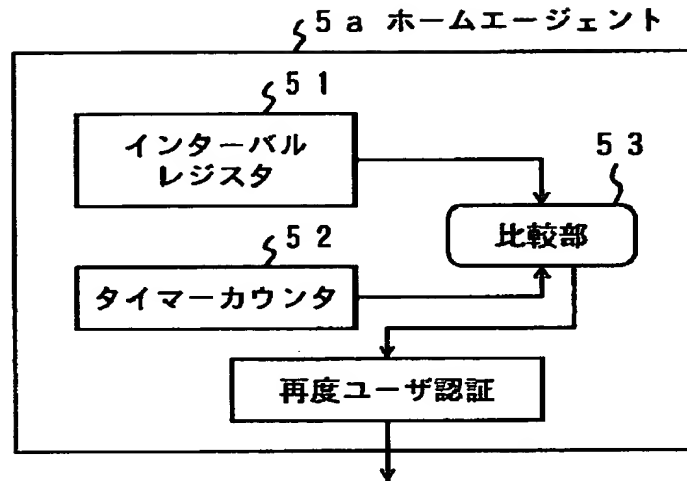 5a ホームエージェント
51
インターバル
レジスタ
53
比較部
52
タイマーカウンタ
再度ユーザ認証